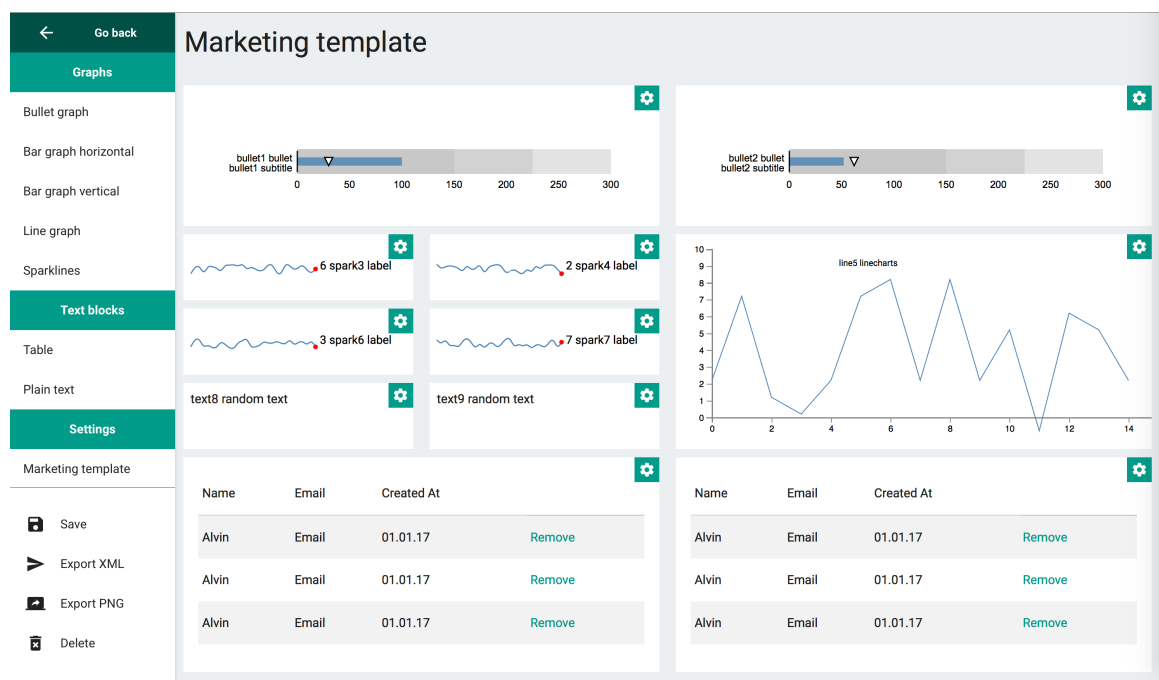 Go back
Graphs
Bullet graph
Bar graph horizontal
Bar graph vertical
Line graph
Sparklines
Text blocks
Table
Plain text
Settings
Marketing template
Save
Export XML
Export PNG
Delete
Marketing template
bullet1 bullet
bullet1 subtitle
0 50 100 150 200 250 300
bullet2 bullet
bullet2 subtitle
0 50 100 150 200 250 300
6 spark3 label
2 spark4 label
3 spark6 label
7 spark7 label
text8 random text
text9 random text
line5 linecharts
10
9
8
7
6
5
4
3
2
1
0
0 2 4 6 8 10 12 14
Name Email Created At
Alvin Email 01.01.17 Remove
Alvin Email 01.01.17 Remove
Alvin Email 01.01.17 Remove
Name Email Created At
Alvin Email 01.01.17 Remove
Alvin Email 01.01.17 Remove
Alvin Email 01.01.17 Remove